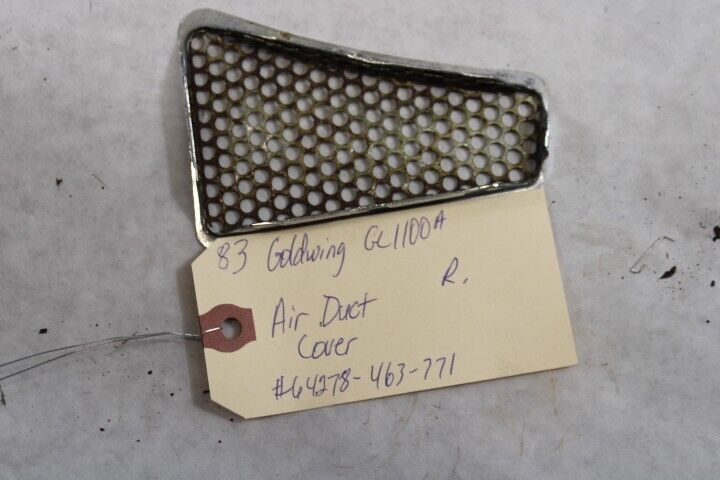 83 Goldwing GL1100A
R.
Air Duct
Cover
#64278-463-771